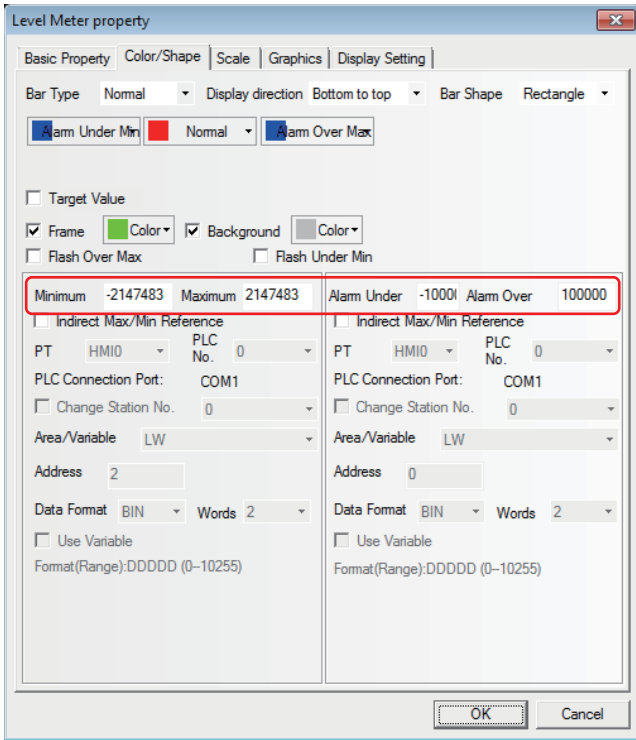 Level Meter property
Basic Property Color/Shape Scale Graphics Display Setting
Bar Type Normal Display direction Bottom to top Bar Shape Rectangle
Alarm Under Min Normal Alarm Over Max
Target Value
Frame Color Background Color
Flash Over Max Flash Under Min
Minimum -2147483 Maximum 2147483 Alarm Under -1000 Alarm Over 100000
Indirect Max/Min Reference Indirect Max/Min Reference
PT HMI0 PLC No. 0 PT HMI0 PLC No. 0
PLC Connection Port: COM1 PLC Connection Port: COM1
Change Station No. 0 Change Station No. 0
Area/Variable LW Area/Variable LW
Address 2 Address 0
Data Format BIN Words 2 Data Format BIN Words 2
Use Variable Use Variable
Format(Range):DDDDD (0--10255) Format(Range):DDDDD (0--10255)
OK Cancel